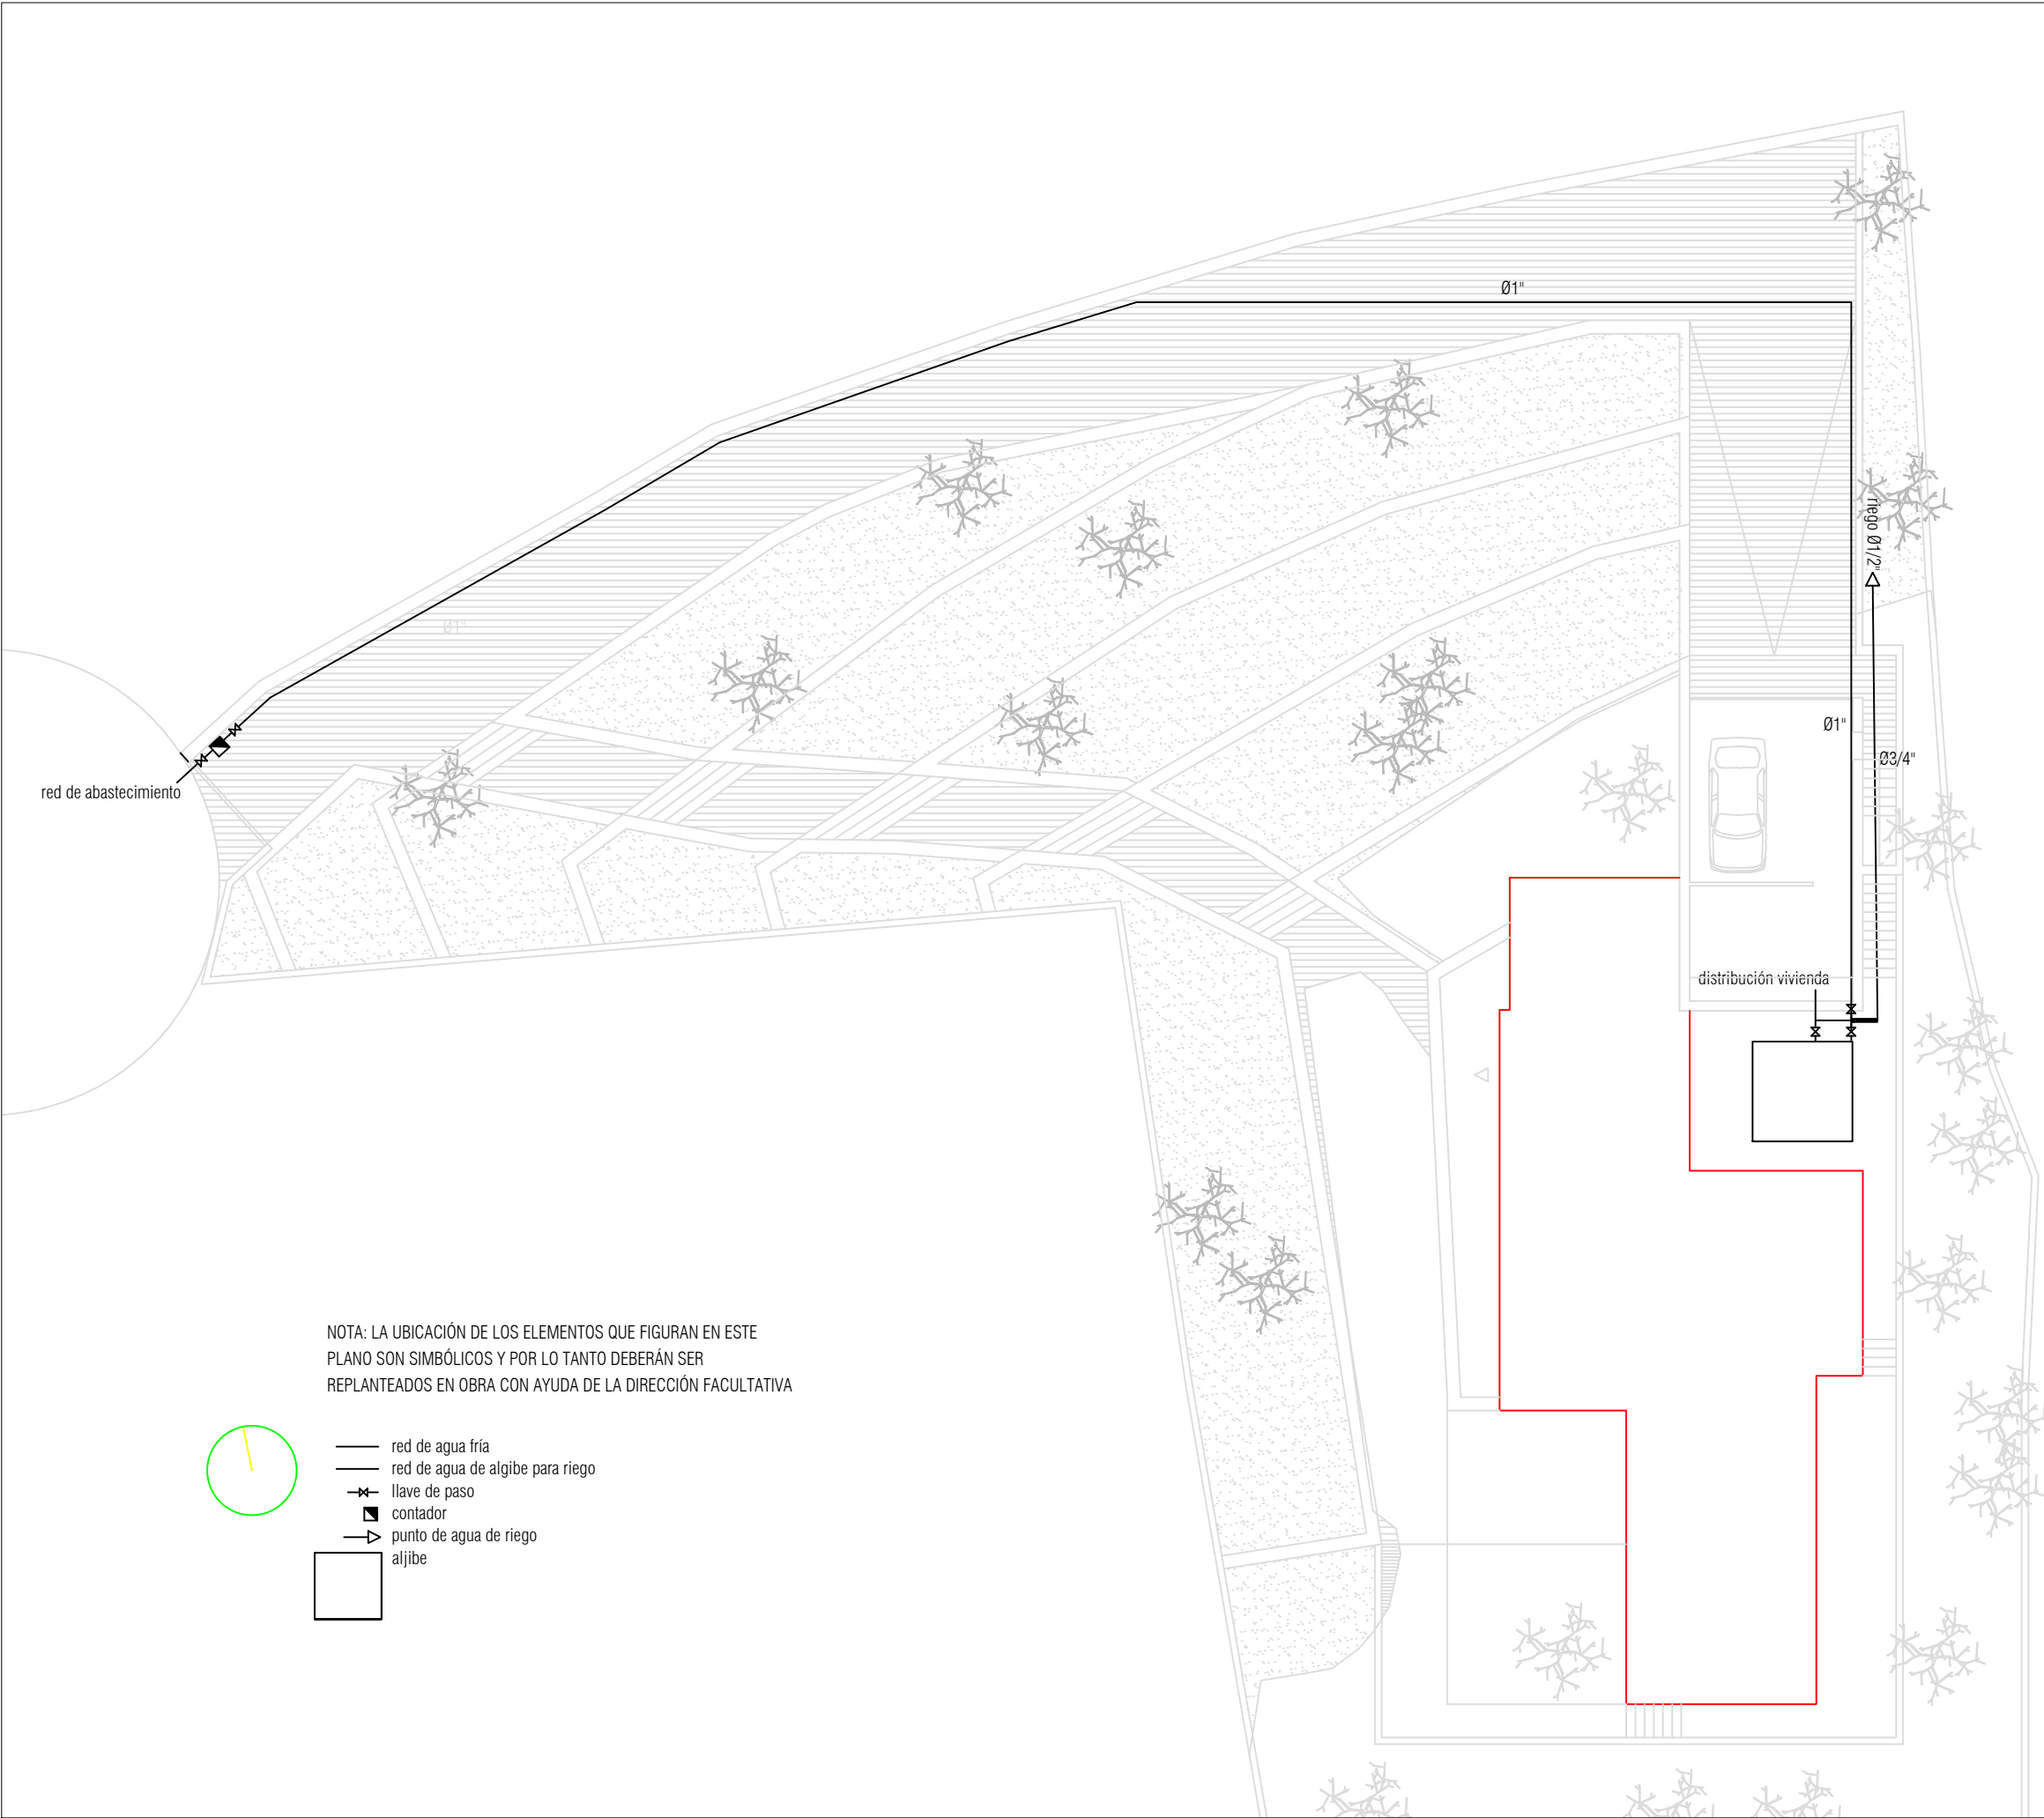 Ø1"
riego Ø1/2"
Ø1"
Ø1"
Ø3/4"
red de abastecimiento
distribución vivienda
NOTA: LA UBICACIÓN DE LOS ELEMENTOS QUE FIGURAN EN ESTE
PLANO SON SIMBÓLICOS Y POR LO TANTO DEBERÁN SER
REPLANTEADOS EN OBRA CON AYUDA DE LA DIRECCIÓN FACULTATIVA
red de agua fría
red de agua de algibe para riego
llave de paso
contador
punto de agua de riego
aljibe